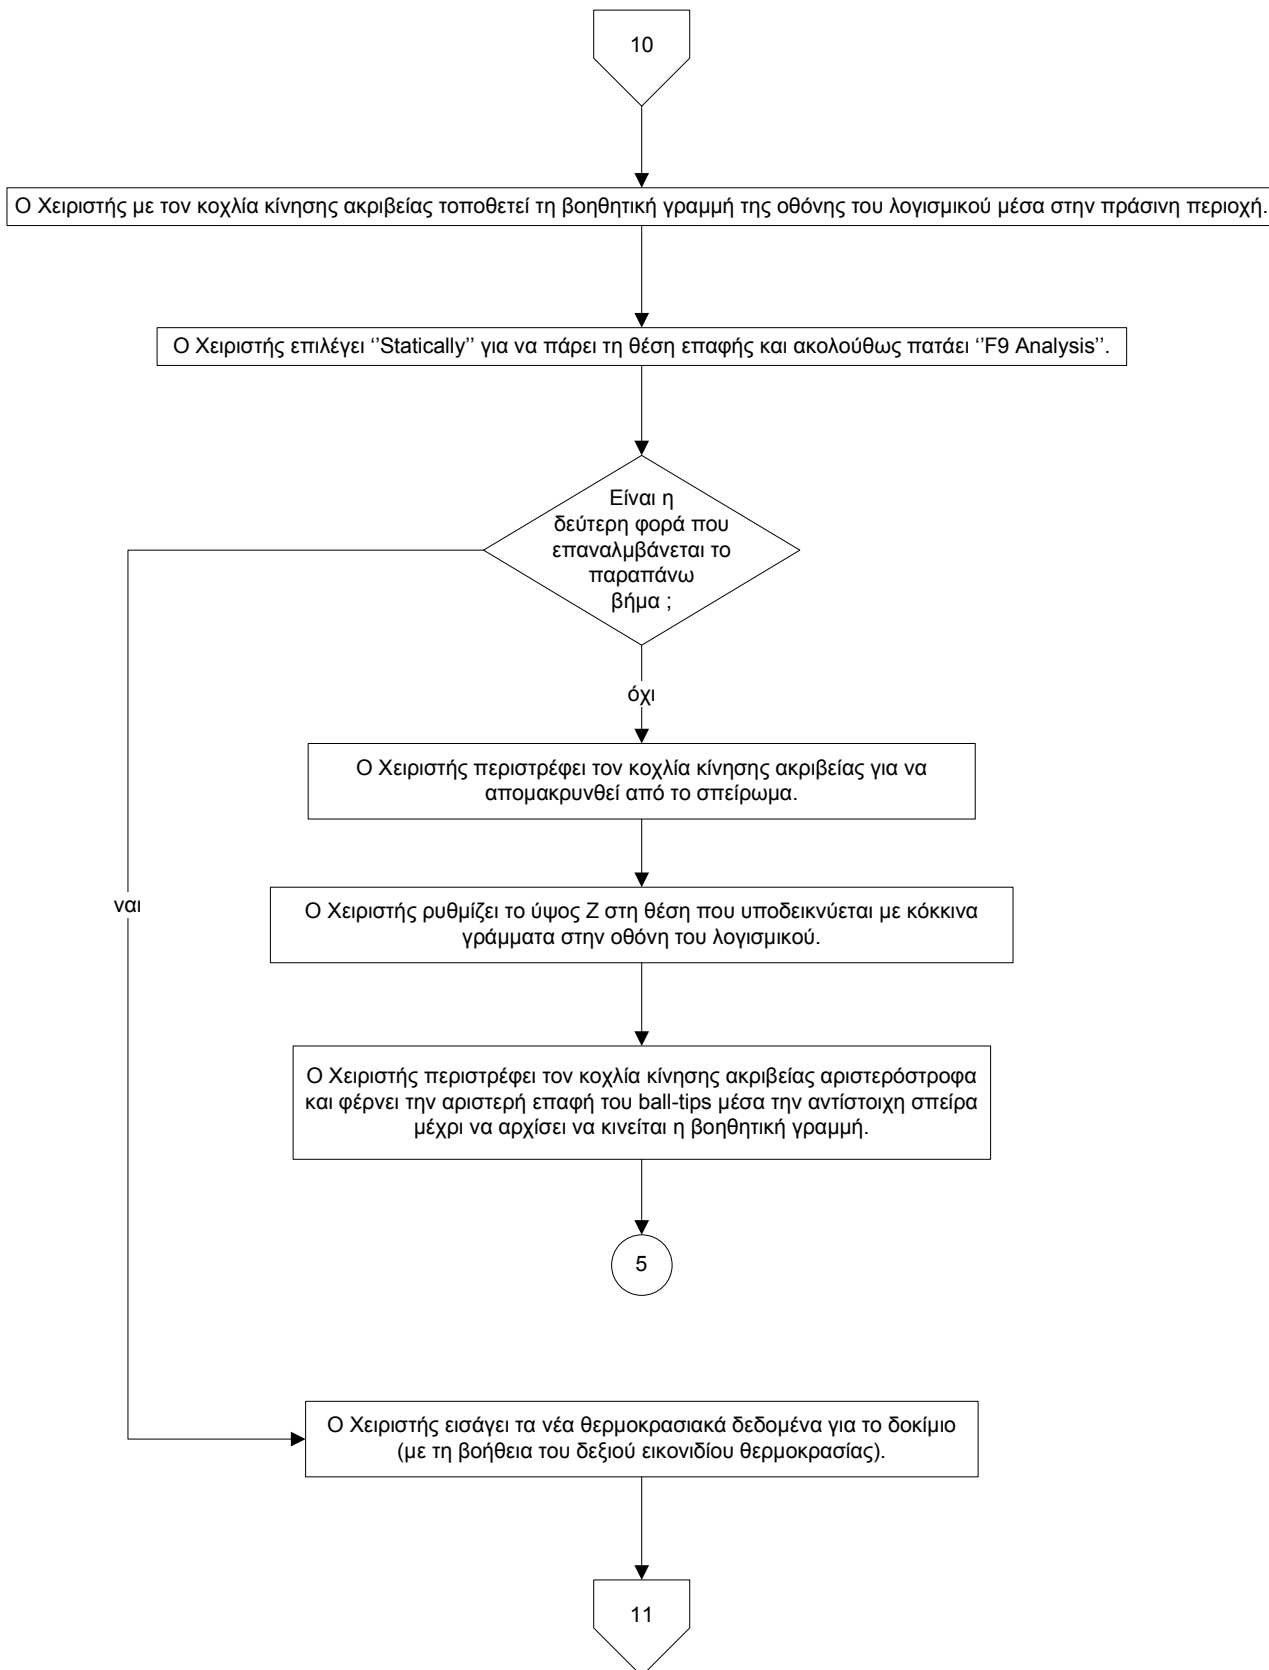 10
Ο Χειριστής με τον κοχλία κίνησης ακριβείας τοποθετεί τη βοηθητική γραμμή της οθόνης του λογισμικού μέσα στην πράσινη περιοχή.
Ο Χειριστής επιλέγει ‘’Statically’’ για να πάρει τη θέση επαφής και ακολούθως πατάει ‘’F9 Analysis’’.
Είναι η
δεύτερη φορά που
επαναλμβάνεται το
παραπάνω
βήμα ;
όχι
Ο Χειριστής περιστρέφει τον κοχλία κίνησης ακριβείας για να
απομακρυνθεί από το σπείρωμα.
ναι
Ο Χειριστής ρυθμίζει το ύψος Ζ στη θέση που υποδεικνύεται με κόκκινα
γράμματα στην οθόνη του λογισμικού.
Ο Χειριστής περιστρέφει τον κοχλία κίνησης ακριβείας αριστερόστροφα
και φέρνει την αριστερή επαφή του ball-tips μέσα την αντίστοιχη σπείρα
μέχρι να αρχίσει να κινείται η βοηθητική γραμμή.
5
Ο Χειριστής εισάγει τα νέα θερμοκρασιακά δεδομένα για το δοκίμιο
(με τη βοήθεια του δεξιού εικονιδίου θερμοκρασίας).
11